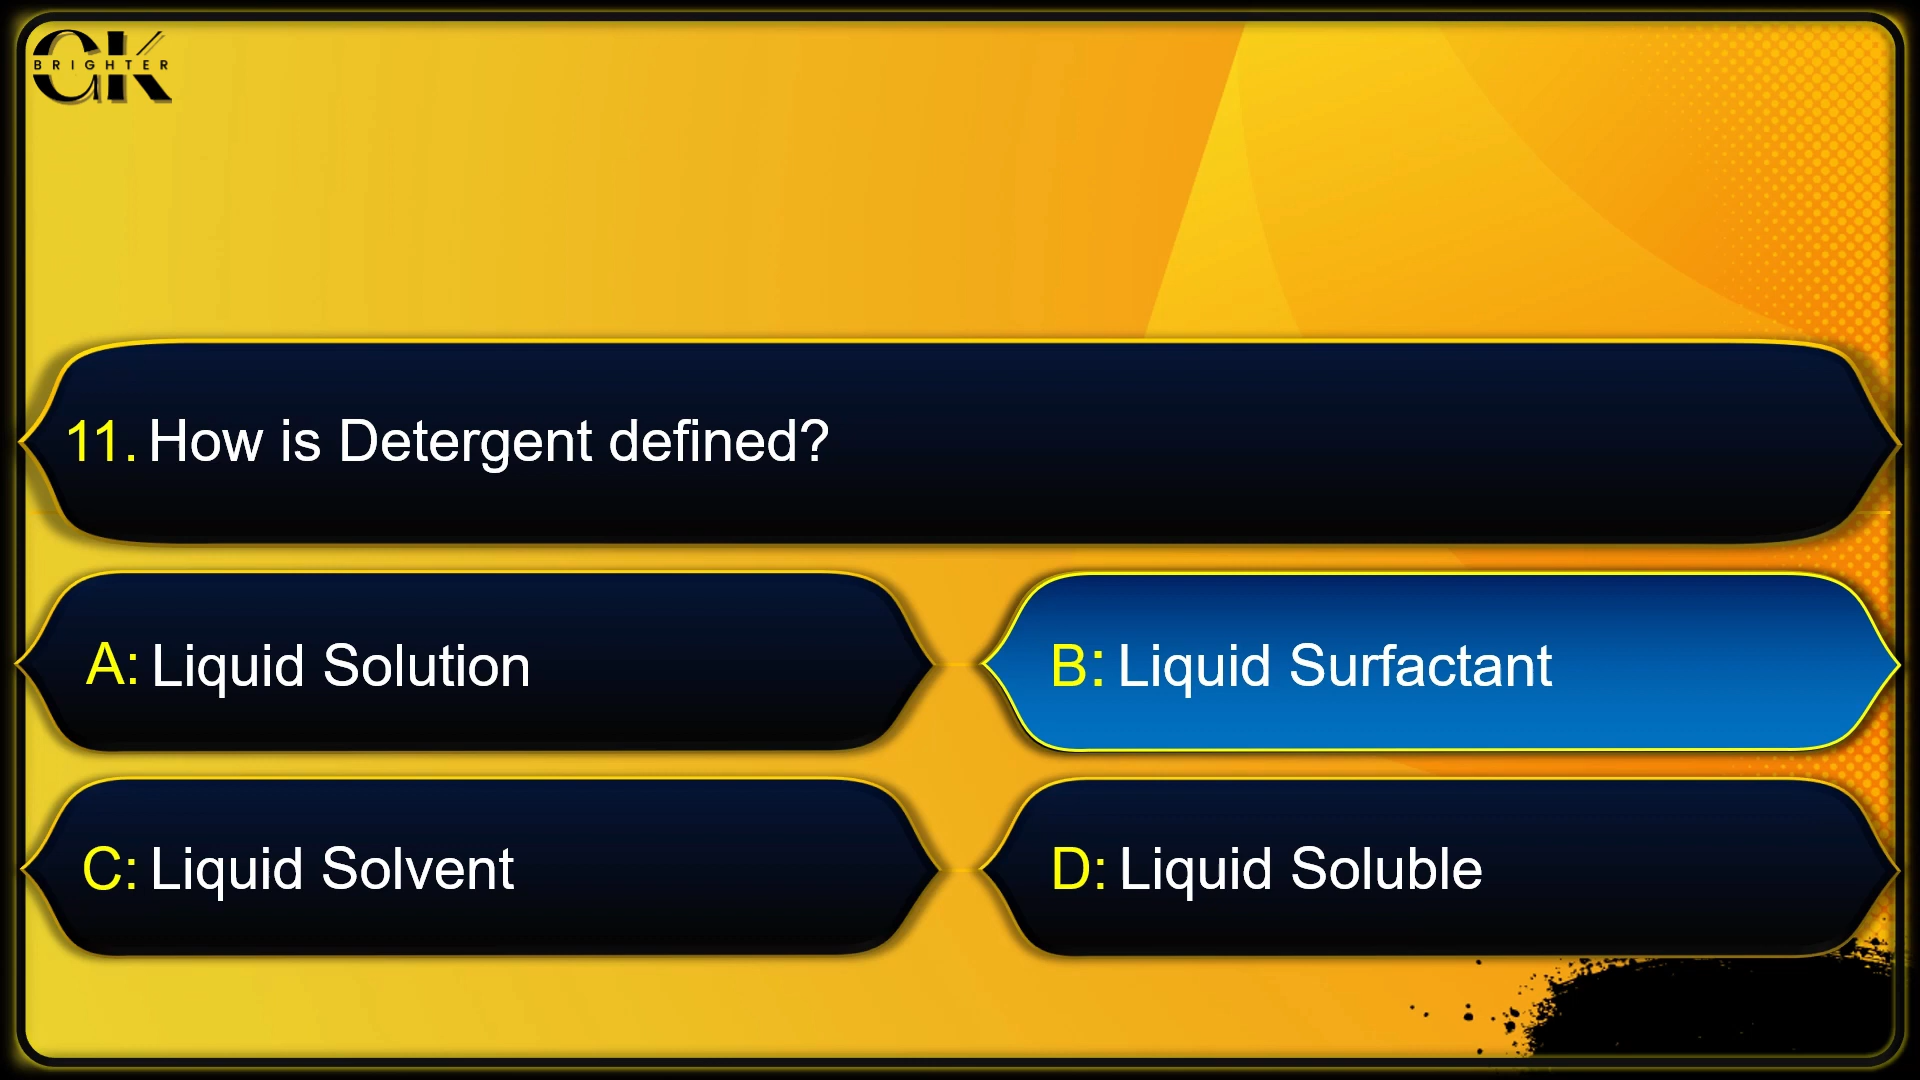 GK
BRIGHTER
11. How is Detergent defined?
A: Liquid Solution
B: Liquid Surfactant
C: Liquid Solvent
D: Liquid Soluble